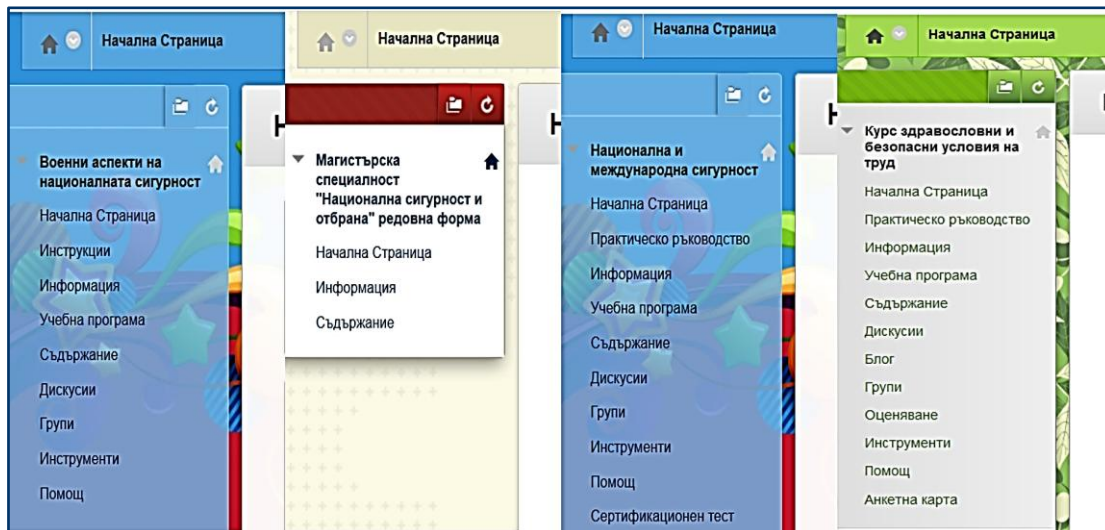 Начална Страница
Военни аспекти на
националната сигурност
Начална Страница
Инструкции
Информация
Учебна програма
Съдържание
Дискусии
Групи
Инструменти
Помощ
Начална Страница
Магистърска
специалност
"Национална сигурност и
отбрана" редовна форма
Начална Страница
Информация
Съдържание
Начална Страница
Национална и
международна сигурност
Начална Страница
Практическо ръководство
Информация
Учебна програма
Съдържание
Дискусии
Групи
Инструменти
Помощ
Сертификационен тест
Начална Страница
Курс здравословни и
безопасни условия на
труд
Начална Страница
Практическо ръководство
Информация
Учебна програма
Съдържание
Дискусии
Блог
Групи
Оценяване
Инструменти
Помощ
Анкетна карта